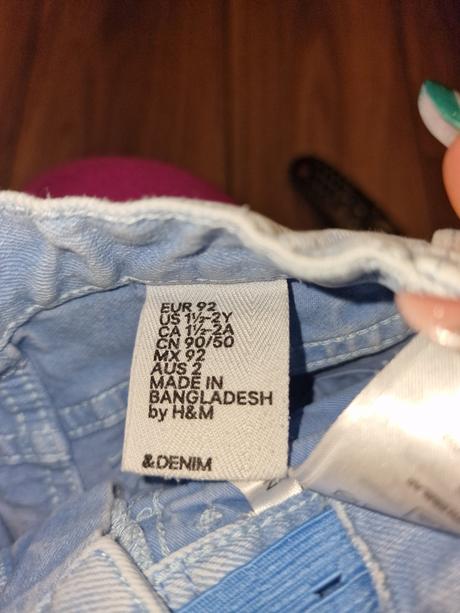 EUR 92
US 1½-2Y
CA 1½-2A
CN 90/50
MX 92
AUS 2
MADE IN
BANGLADESH
by H&M
&DENIM